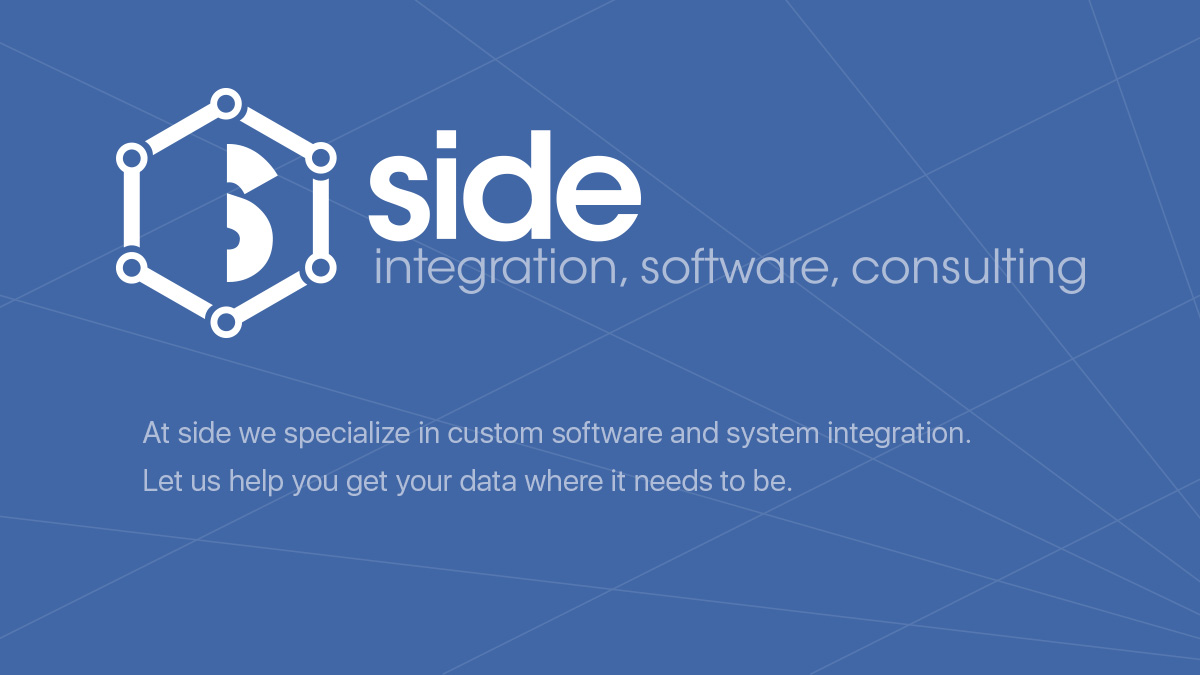 side
integration, software, consulting
At side we specialize in custom software and system integration.
Let us help you get your data where it needs to be.